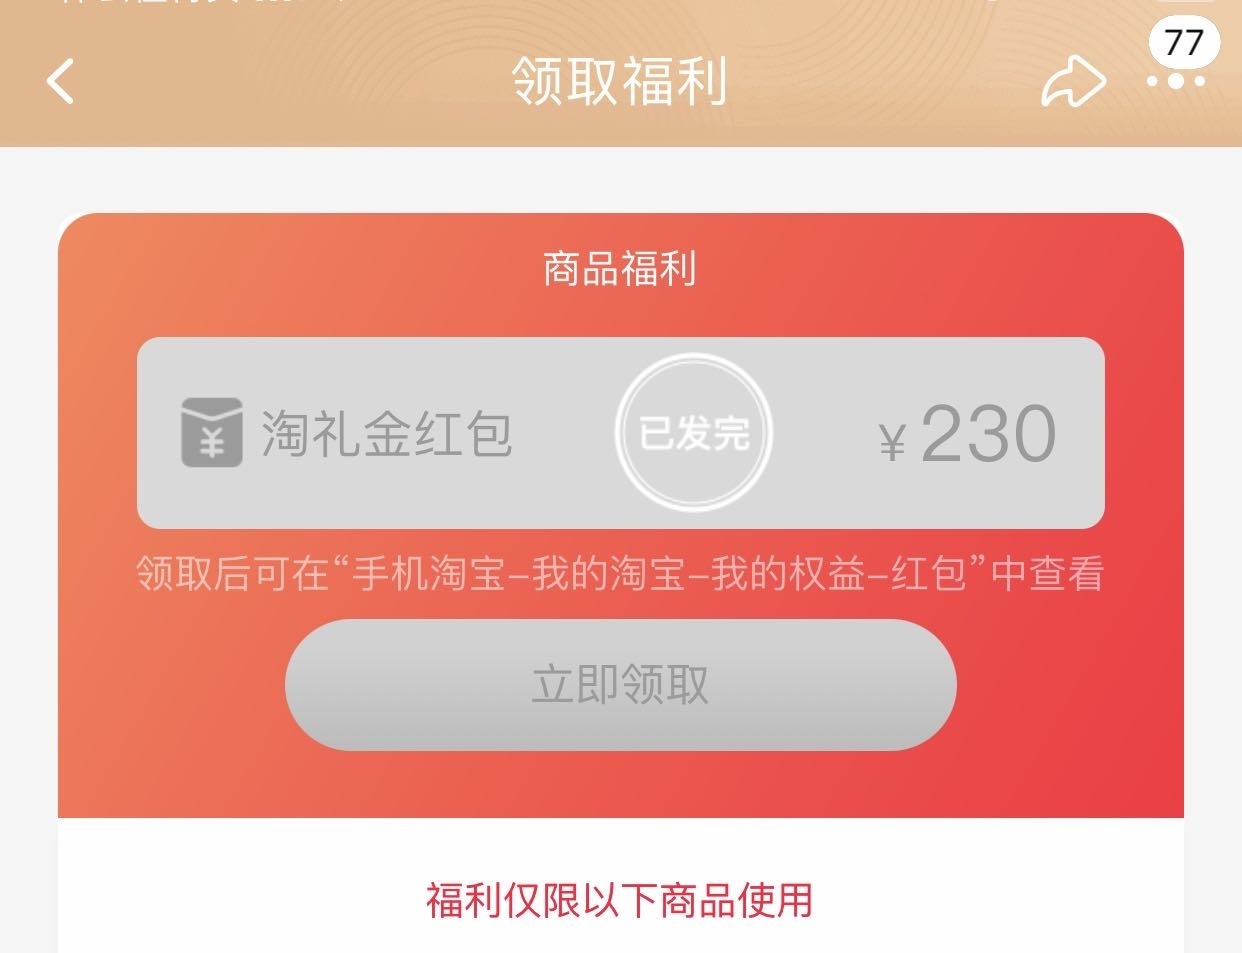 77
领取福利
商品福利
淘礼金红包 已发完 ¥230
领取后可在“手机淘宝-我的淘宝-我的权益-红包”中查看
立即领取
福利仅限以下商品使用